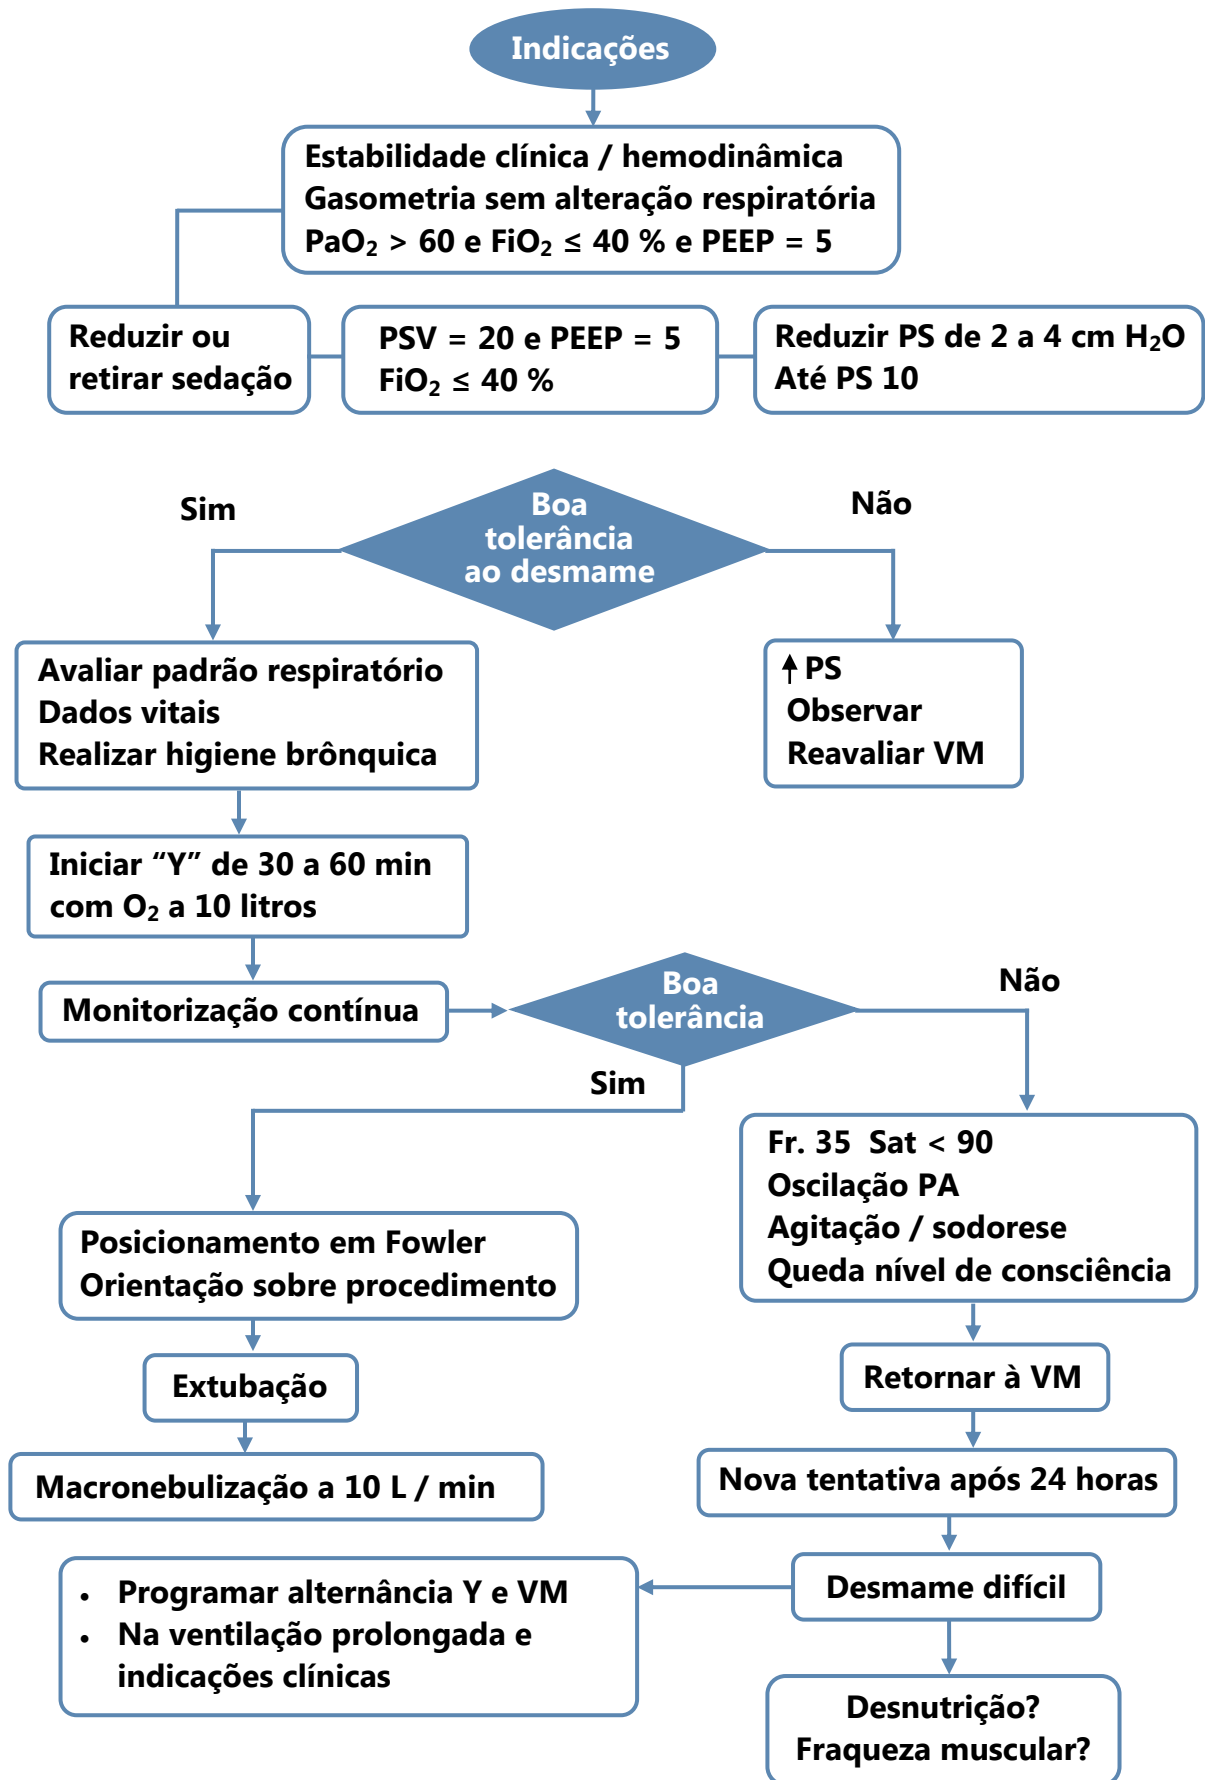 Indicações
Estabilidade clínica / hemodinâmica
Gasometria sem alteração respiratória
PaO₂ > 60 e FiO₂ ≤ 40 % e PEEP = 5
Reduzir ou
retirar sedação
PSV = 20 e PEEP = 5
FiO₂ ≤ 40 %
Reduzir PS de 2 a 4 cm H₂O
Até PS 10
Boa
tolerância
ao desmame
Sim
Não
Avaliar padrão respiratório
Dados vitais
Realizar higiene brônquica
↑ PS
Observar
Reavaliar VM
Iniciar “Y” de 30 a 60 min
com O₂ a 10 litros
Monitorização contínua
Boa
tolerância
Não
Sim
Fr. 35 Sat < 90
Oscilação PA
Agitação / sodorese
Queda nível de consciência
Posicionamento em Fowler
Orientação sobre procedimento
Extubação
Macronebulização a 10 L / min
Retornar à VM
Nova tentativa após 24 horas
Desmame difícil
• Programar alternância Y e VM
• Na ventilação prolongada e
indicações clínicas
Desnutrição?
Fraqueza muscular?